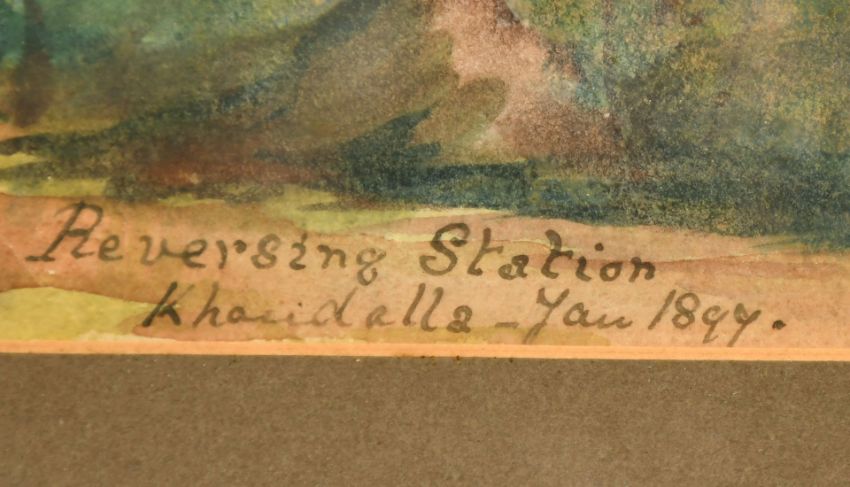 Reversing Station
Khandalla - Jan 1897.